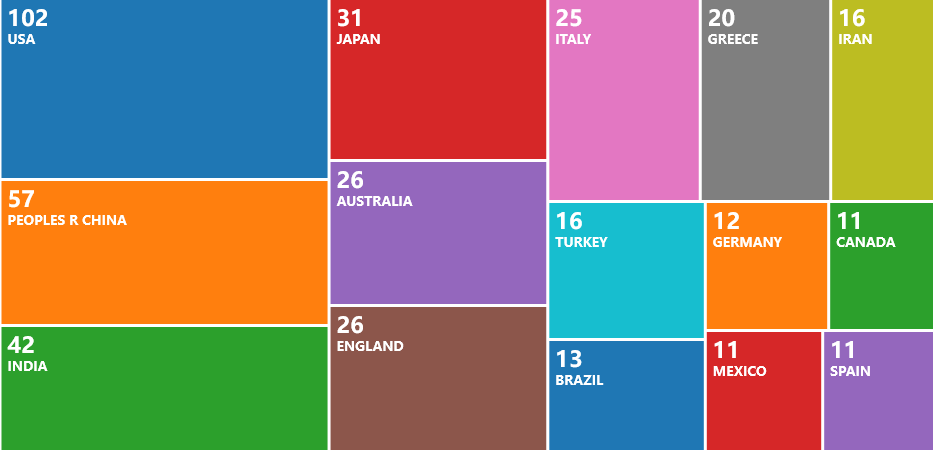 102
USA
57
PEOPLES R CHINA
42
INDIA
31
JAPAN
26
AUSTRALIA
26
ENGLAND
25
ITALY
20
GREECE
16
IRAN
16
TURKEY
12
GERMANY
11
CANADA
13
BRAZIL
11
MEXICO
11
SPAIN